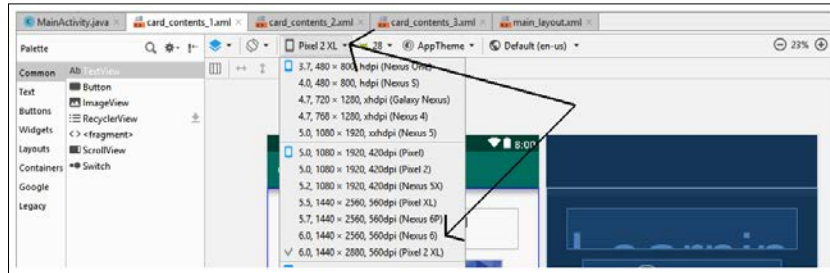 MainActivity.java × card_contents_1.xml × card_contents_2.xml × card_contents_3.xml × main_layout.xml ×
Palette
Pixel 2 XL 28 AppTheme Default (en-us) 23%
Common
Text
Buttons
Widgets
Layouts
Containers
Google
Legacy
Ab TextView
Button
ImageView
RecyclerView
<> <fragment>
ScrollView
Switch
3.7, 480 × 800, hdpi (Nexus One)
4.0, 480 × 800, hdpi (Nexus S)
4.7, 720 × 1280, xhdpi (Galaxy Nexus)
4.7, 768 × 1280, xhdpi (Nexus 4)
5.0, 1080 × 1920, xxhdpi (Nexus 5)
5.0, 1080 × 1920, 420dpi (Pixel)
5.0, 1080 × 1920, 420dpi (Pixel 2)
5.2, 1080 × 1920, 420dpi (Nexus 5X)
5.5, 1440 × 2560, 560dpi (Pixel XL)
5.7, 1440 × 2560, 560dpi (Nexus 6P)
6.0, 1440 × 2560, 560dpi (Nexus 6)
6.0, 1440 × 2880, 560dpi (Pixel 2 XL)
8:00